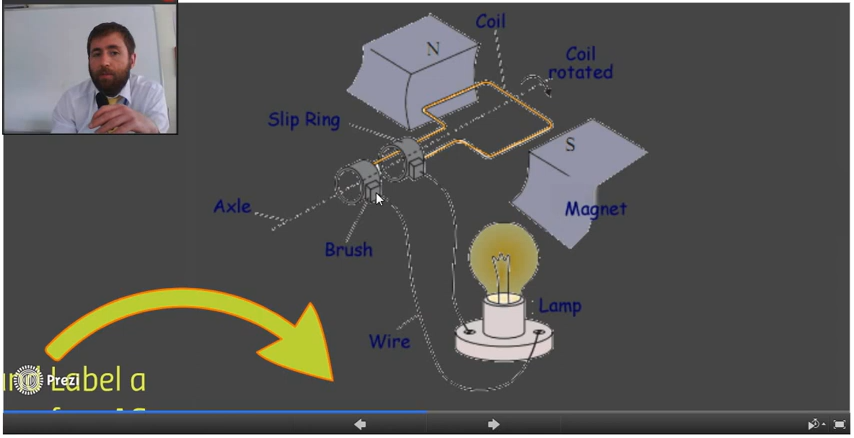 Coil
N
Coil
rotated
Slip Ring
S
Axle
Magnet
Brush
Lamp
Wire
Prezi
Label a